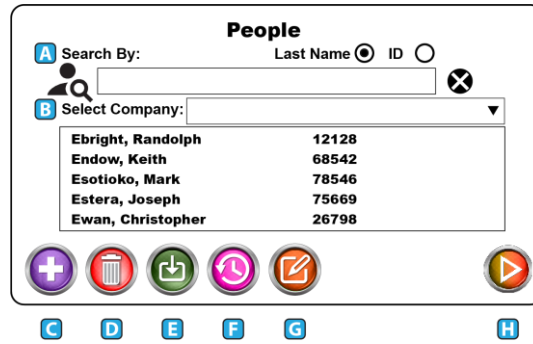 People
A Search By: Last Name ID
B Select Company:
Ebright, Randolph 12128
Endow, Keith 68542
Esotioko, Mark 78546
Estera, Joseph 75669
Ewan, Christopher 26798
C D E F G H